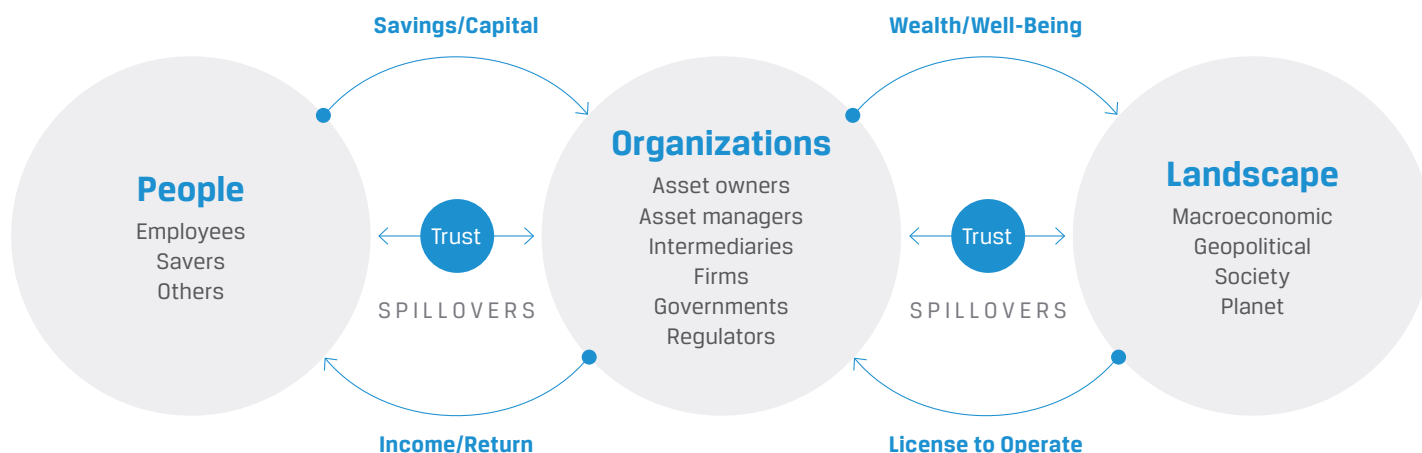 Savings/Capital
Wealth/Well-Being
People
Employees
Savers
Others
Trust
SPILLOVERS
Organizations
Asset owners
Asset managers
Intermediaries
Firms
Governments
Regulators
Trust
SPILLOVERS
Landscape
Macroeconomic
Geopolitical
Society
Planet
Income/Return
License to Operate